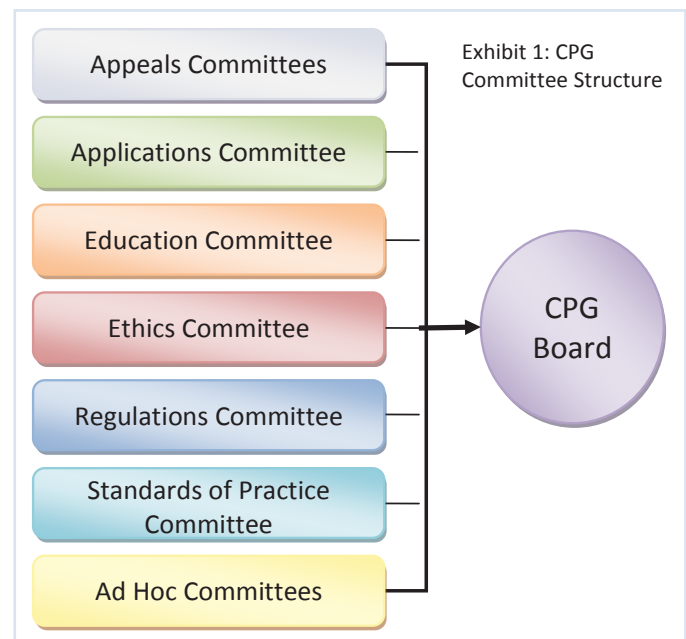 Exhibit 1: CPG
Committee Structure
Appeals Committees
Applications Committee
Education Committee
Ethics Committee
Regulations Committee
Standards of Practice
Committee
Ad Hoc Committees
CPG
Board